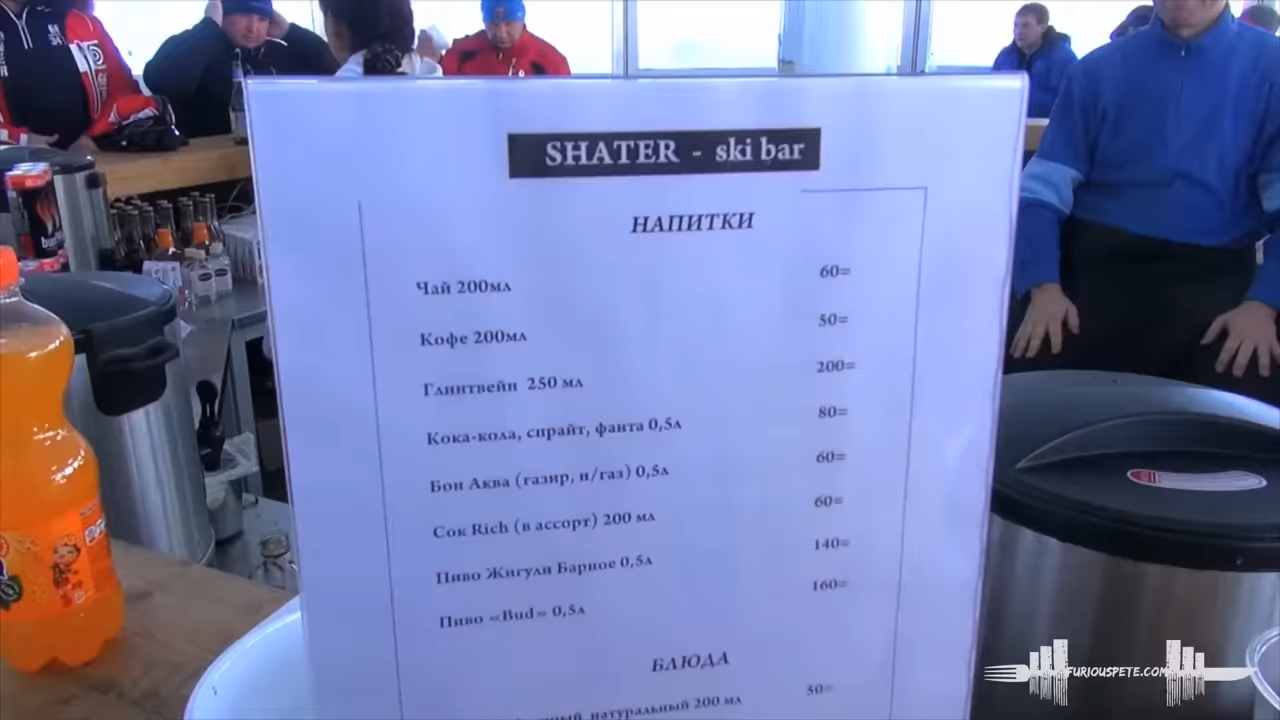 SHATER - ski bar
НАПИТКИ
Чай 200мл 60=
Кофе 200мл 50=
Глинтвейн 250 мл 200=
Кока-кола, спрайт, фанта 0,5л 80=
Бон Аква (газир, н/газ) 0,5л 60=
Сок Rich (в ассорт) 200 мл 60=
Пиво Жигули Барное 0,5л 140=
Пиво «Bud» 0,5л 160=
БЛЮДА
натуральный 200 мл 50=
FURIOUSPETE.COM